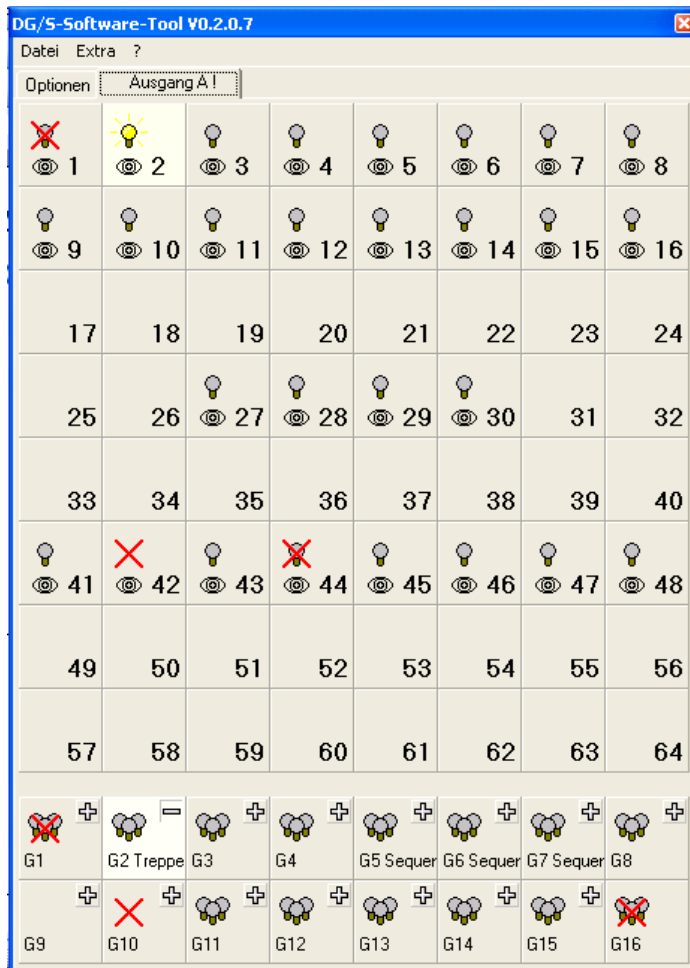 DG/S-Software-Tool V0.2.0.7
Datei Extra ?
Optionen Ausgang A !
1 2 3 4 5 6 7 8
9 10 11 12 13 14 15 16
17 18 19 20 21 22 23 24
25 26 27 28 29 30 31 32
33 34 35 36 37 38 39 40
41 42 43 44 45 46 47 48
49 50 51 52 53 54 55 56
57 58 59 60 61 62 63 64
G1 G2 Treppe G3 G4 G5 Sequer G6 Sequer G7 Sequer G8
G9 G10 G11 G12 G13 G14 G15 G16